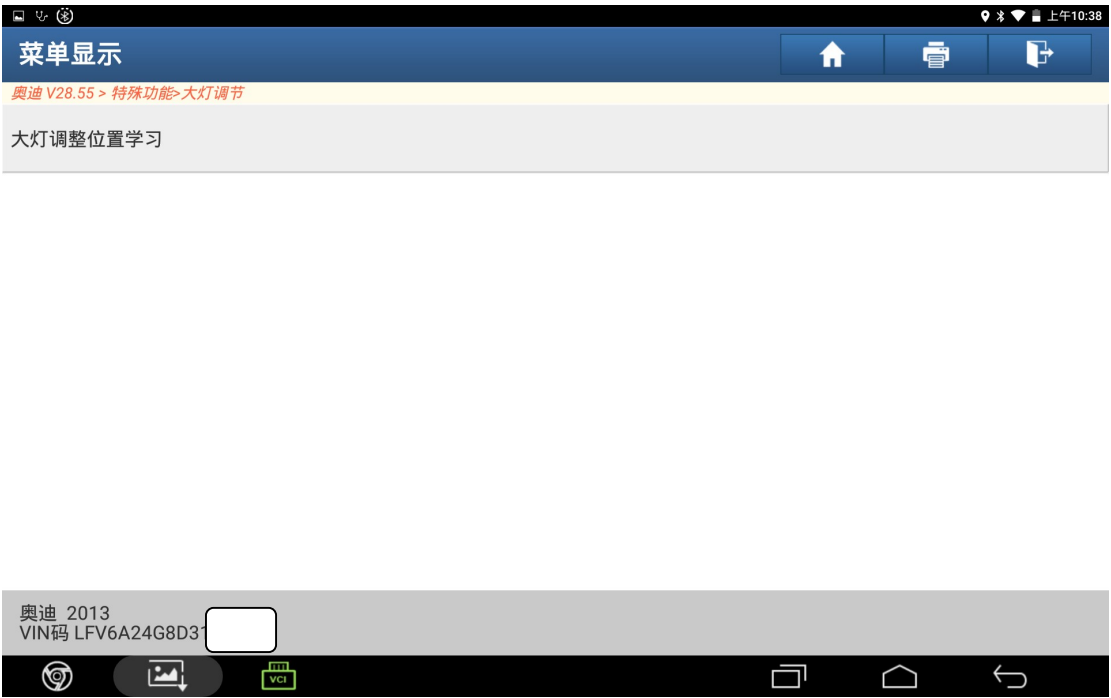 上午10:38
菜单显示
奥迪 V28.55 > 特殊功能>大灯调节
大灯调整位置学习
奥迪 2013
VIN码 LFV6A24G8D31
VCI